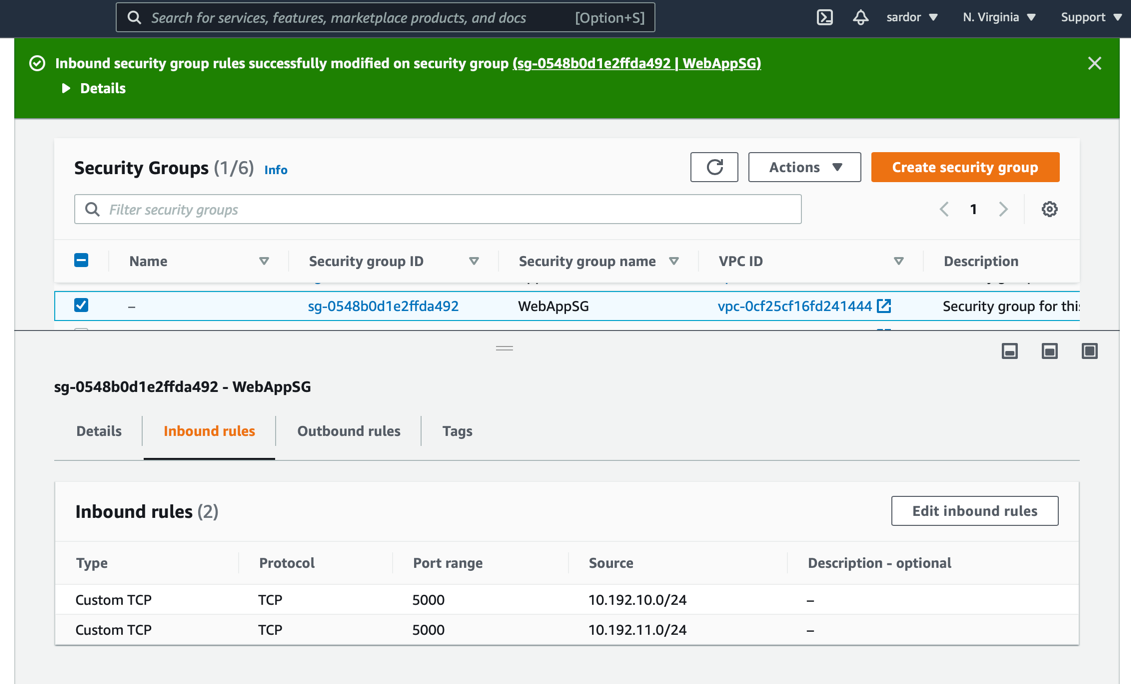 Search for services, features, marketplace products, and docs [Option+S] sardor N. Virginia Support
Inbound security group rules successfully modified on security group (sg-0548b0d1e2ffda492 | WebAppSG)
Details
Security Groups (1/6) Info Actions Create security group
Filter security groups 1
Name Security group ID Security group name VPC ID Description
– sg-0548b0d1e2ffda492 WebAppSG vpc-0cf25cf16fd241444 Security group for this
sg-0548b0d1e2ffda492 - WebAppSG
Details Inbound rules Outbound rules Tags
Inbound rules (2) Edit inbound rules
Type Protocol Port range Source Description - optional
Custom TCP TCP 5000 10.192.10.0/24 –
Custom TCP TCP 5000 10.192.11.0/24 –